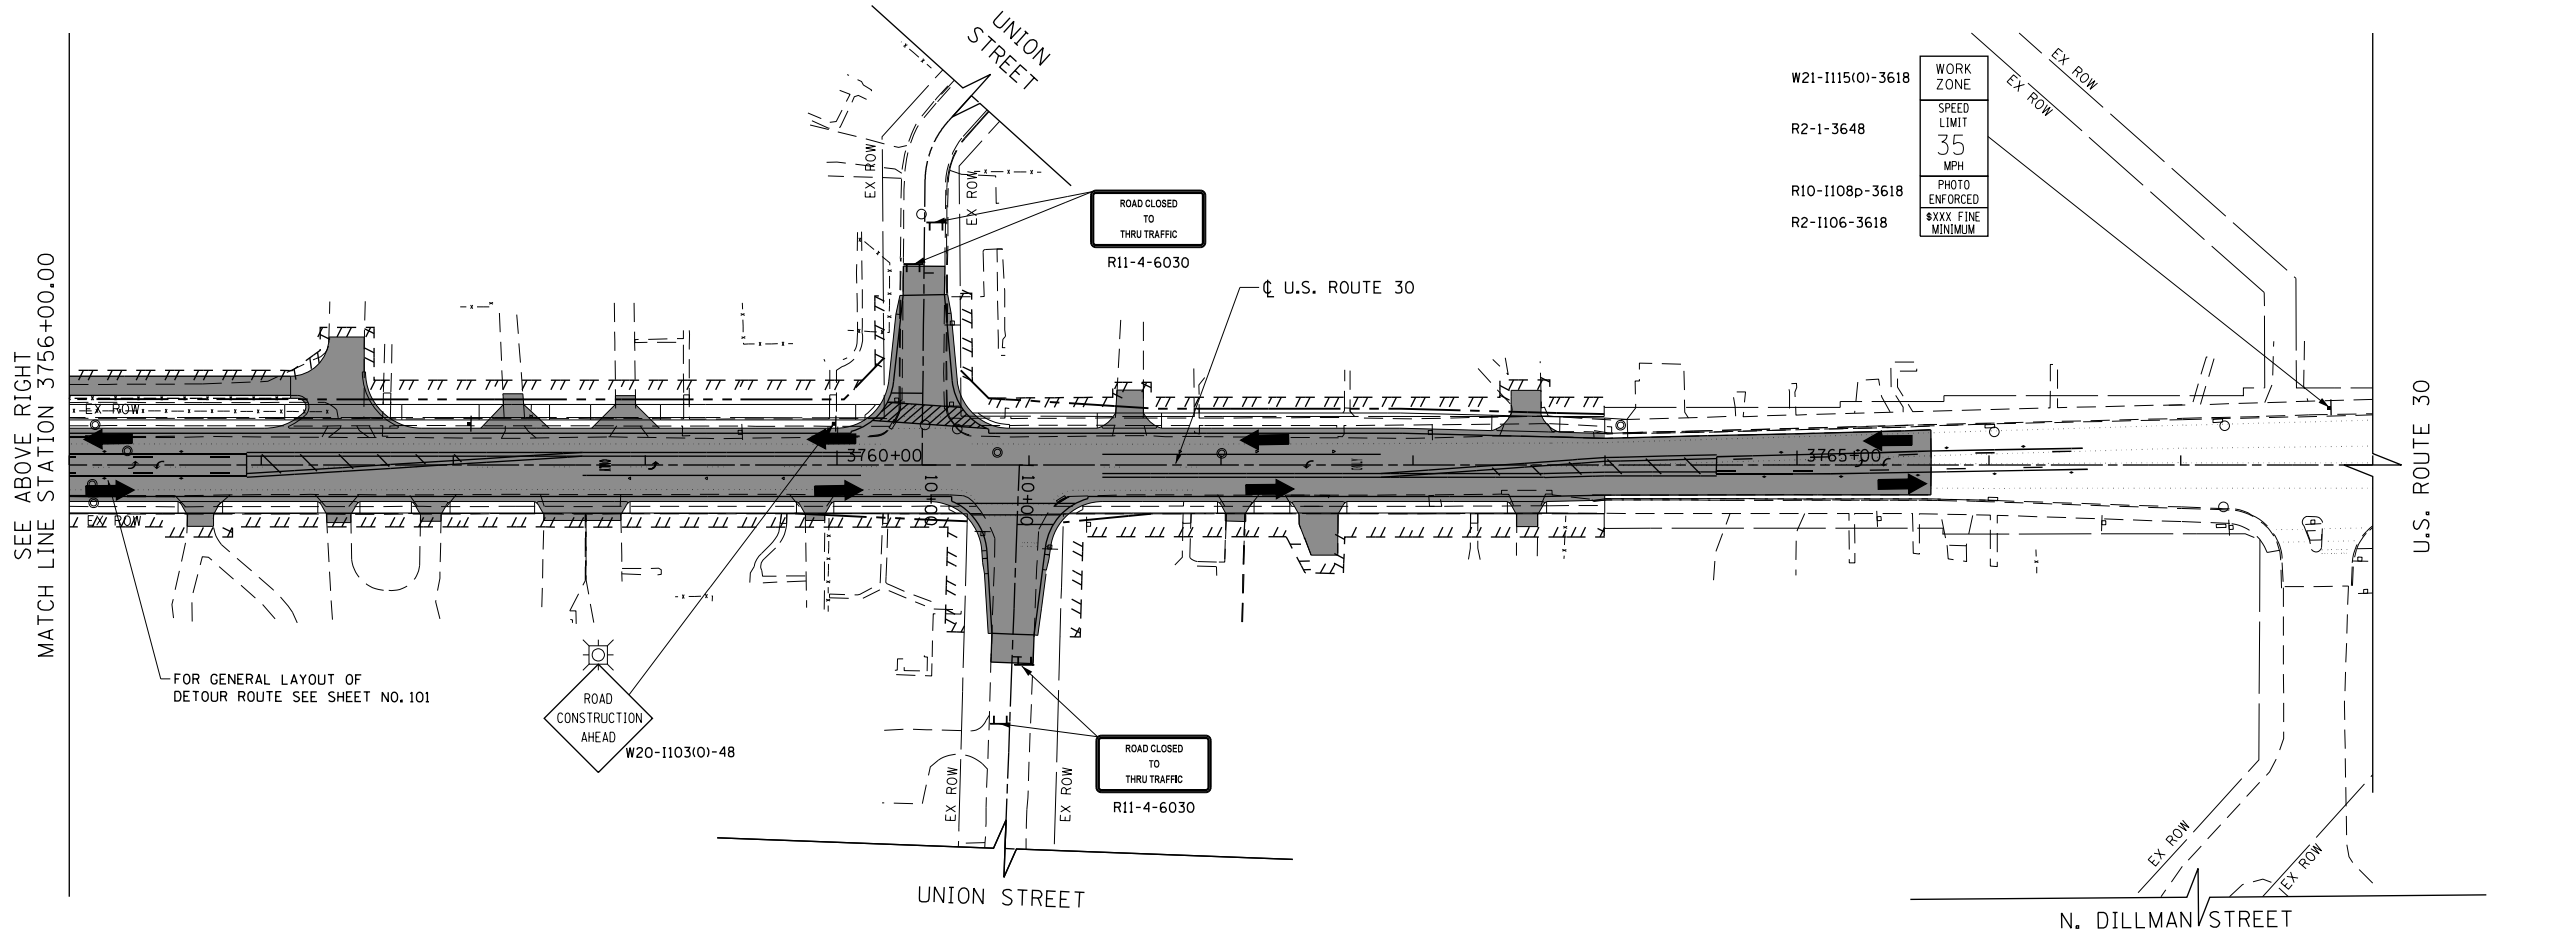 UNION
STREET
W21-I115(O)-3618
WORK
ZONE
R2-1-3648
SPEED
LIMIT
35
MPH
R10-I108p-3618
PHOTO
ENFORCED
R2-I106-3618
$XXX FINE
MINIMUM
EX ROW
EX ROW
EX ROW
EX ROW
ROAD CLOSED
TO
THRU TRAFFIC
R11-4-6030
℄ U.S. ROUTE 30
SEE ABOVE RIGHT
MATCH LINE STATION 3756+00.00
EX ROW
EX ROW
3760+00
3765+00
10+00
10+00
U.S. ROUTE 30
FOR GENERAL LAYOUT OF
DETOUR ROUTE SEE SHEET NO. 101
ROAD
CONSTRUCTION
AHEAD
W20-I103(O)-48
ROAD CLOSED
TO
THRU TRAFFIC
R11-4-6030
EX ROW
EX ROW
EX ROW
EX ROW
UNION STREET
N. DILLMAN STREET